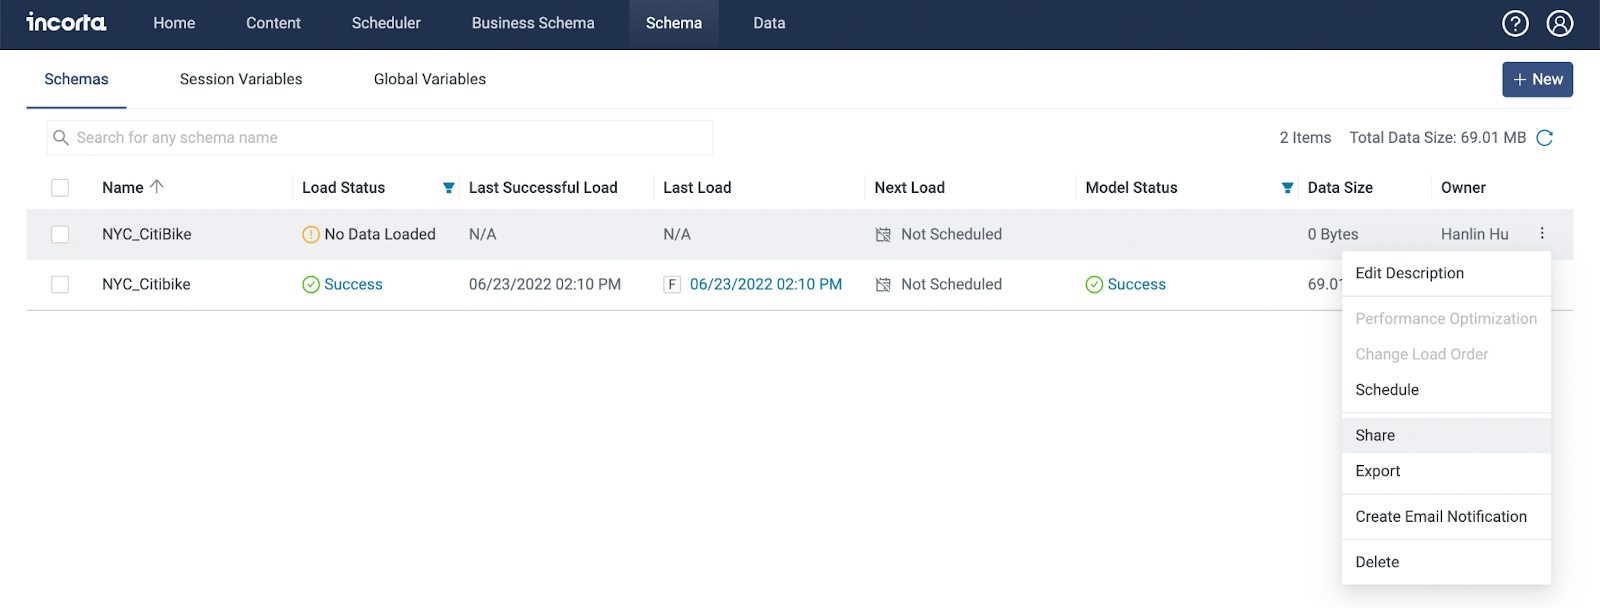 incorta Home Content Scheduler Business Schema Schema Data ?
Schemas Session Variables Global Variables + New
Search for any schema name 2 Items Total Data Size: 69.01 MB
Name Load Status Last Successful Load Last Load Next Load Model Status Data Size Owner
NYC_CitiBike No Data Loaded N/A N/A Not Scheduled 0 Bytes Hanlin Hu
NYC_Citibike Success 06/23/2022 02:10 PM F 06/23/2022 02:10 PM Not Scheduled Success 69.01
Edit Description
Performance Optimization
Change Load Order
Schedule
Share
Export
Create Email Notification
Delete